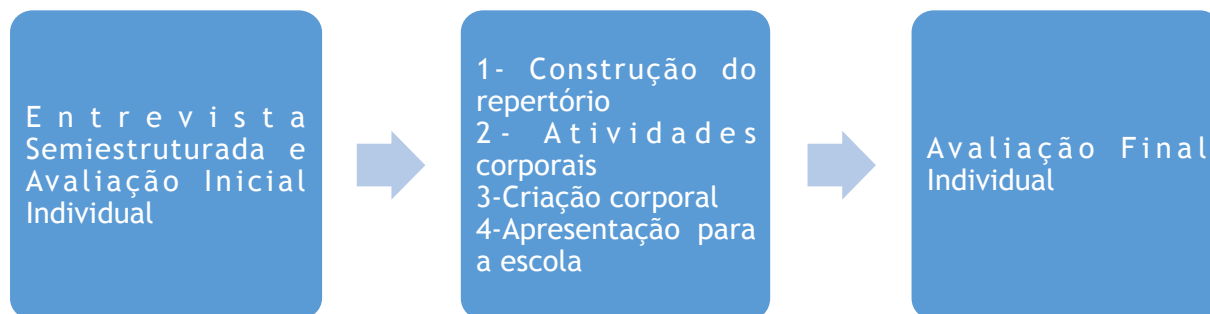 Entrevista
Semiestruturada e
Avaliação Inicial
Individual
1- Construção do
repertório
2- Atividades
corporais
3-Criação corporal
4-Apresentação para
a escola
Avaliação Final
Individual